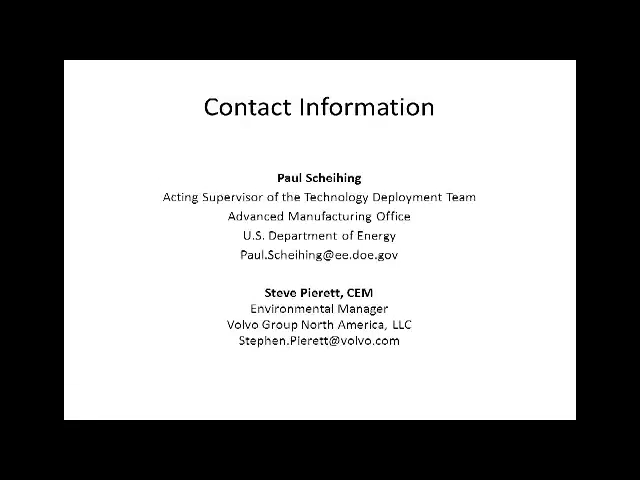 Contact Information
Paul Scheihing
Acting Supervisor of the Technology Deployment Team
Advanced Manufacturing Office
U.S. Department of Energy
Paul.Scheihing@ee.doe.gov
Steve Pierett, CEM
Environmental Manager
Volvo Group North America, LLC
Stephen.Pierett@volvo.com